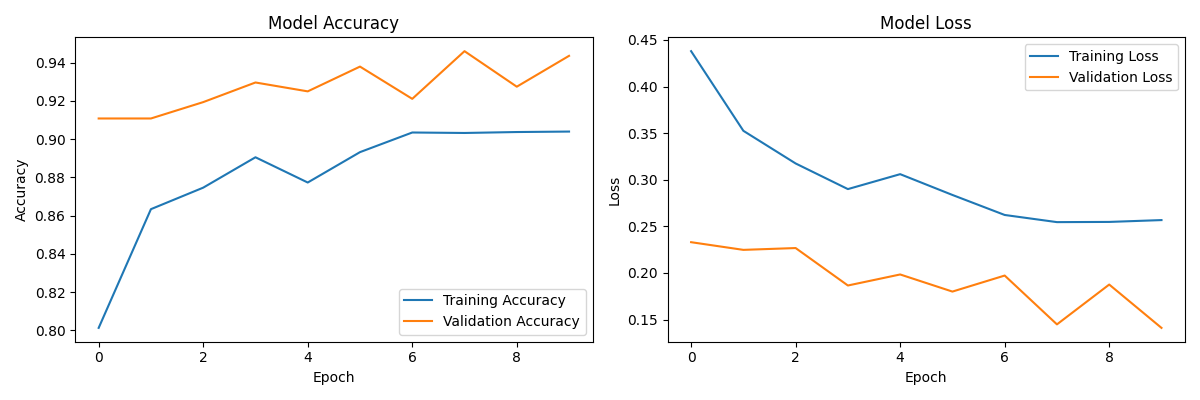 Model Accuracy
Accuracy
0.94
0.92
0.90
0.88
0.86
0.84
0.82
0.80
0 2 4 6 8
Epoch
Training Accuracy
Validation Accuracy
Model Loss
Loss
0.45
0.40
0.35
0.30
0.25
0.20
0.15
0 2 4 6 8
Epoch
Training Loss
Validation Loss